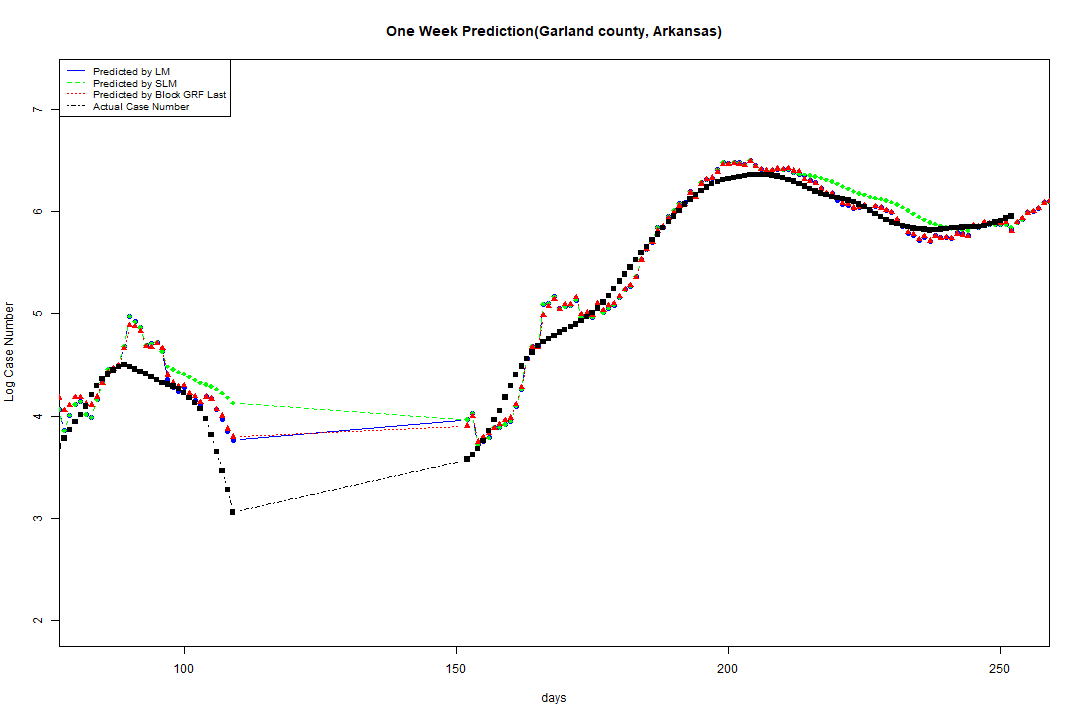 One Week Prediction(Garland county, Arkansas)
Predicted by LM
Predicted by SLM
Predicted by Block GRF Last
Actual Case Number
7
6
5
4
3
2
Log Case Number
100 150 200 250
days